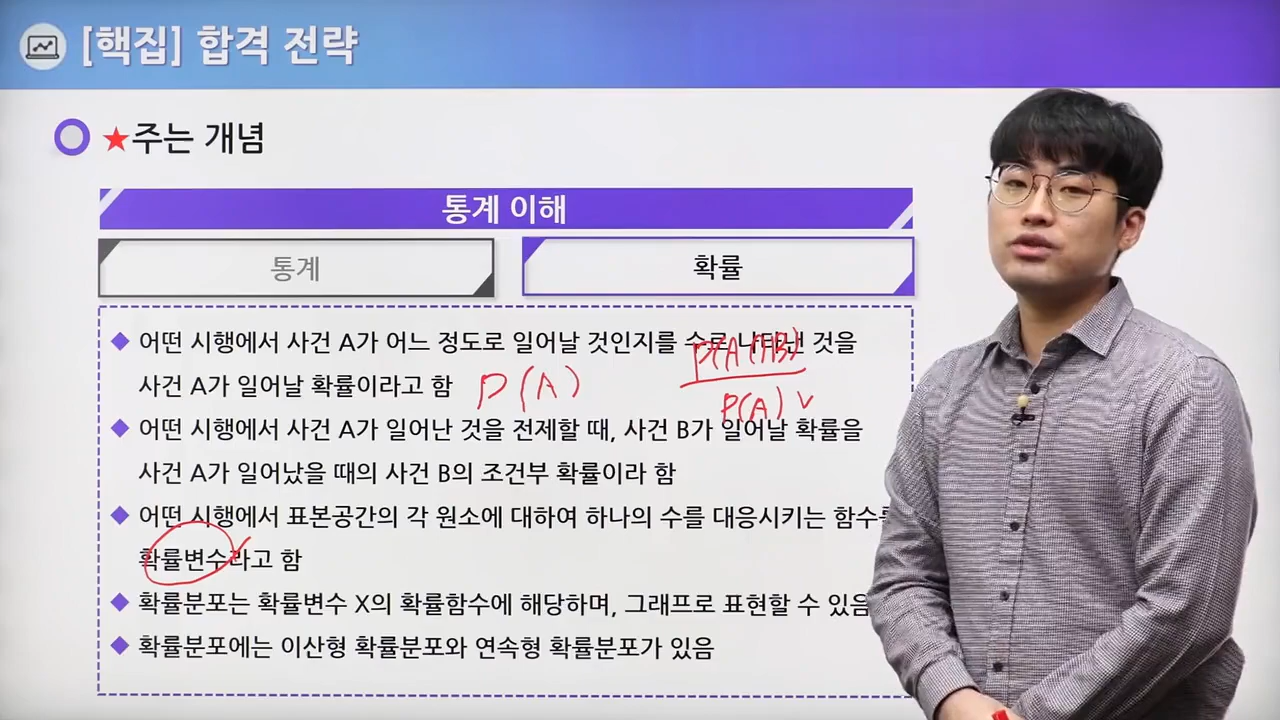 [핵집] 합격 전략
★주는 개념
통계 이해
통계
확률
어떤 시행에서 사건 A가 어느 정도로 일어날 것인지를 수로 나타낸 것을
사건 A가 일어날 확률이라고 함
P(A)
P(A∩B)
P(A)
어떤 시행에서 사건 A가 일어난 것을 전제할 때, 사건 B가 일어날 확률을
사건 A가 일어났을 때의 사건 B의 조건부 확률이라 함
어떤 시행에서 표본공간의 각 원소에 대하여 하나의 수를 대응시키는 함수
확률변수라고 함
확률분포는 확률변수 X의 확률함수에 해당하며, 그래프로 표현할 수 있음
확률분포에는 이산형 확률분포와 연속형 확률분포가 있음